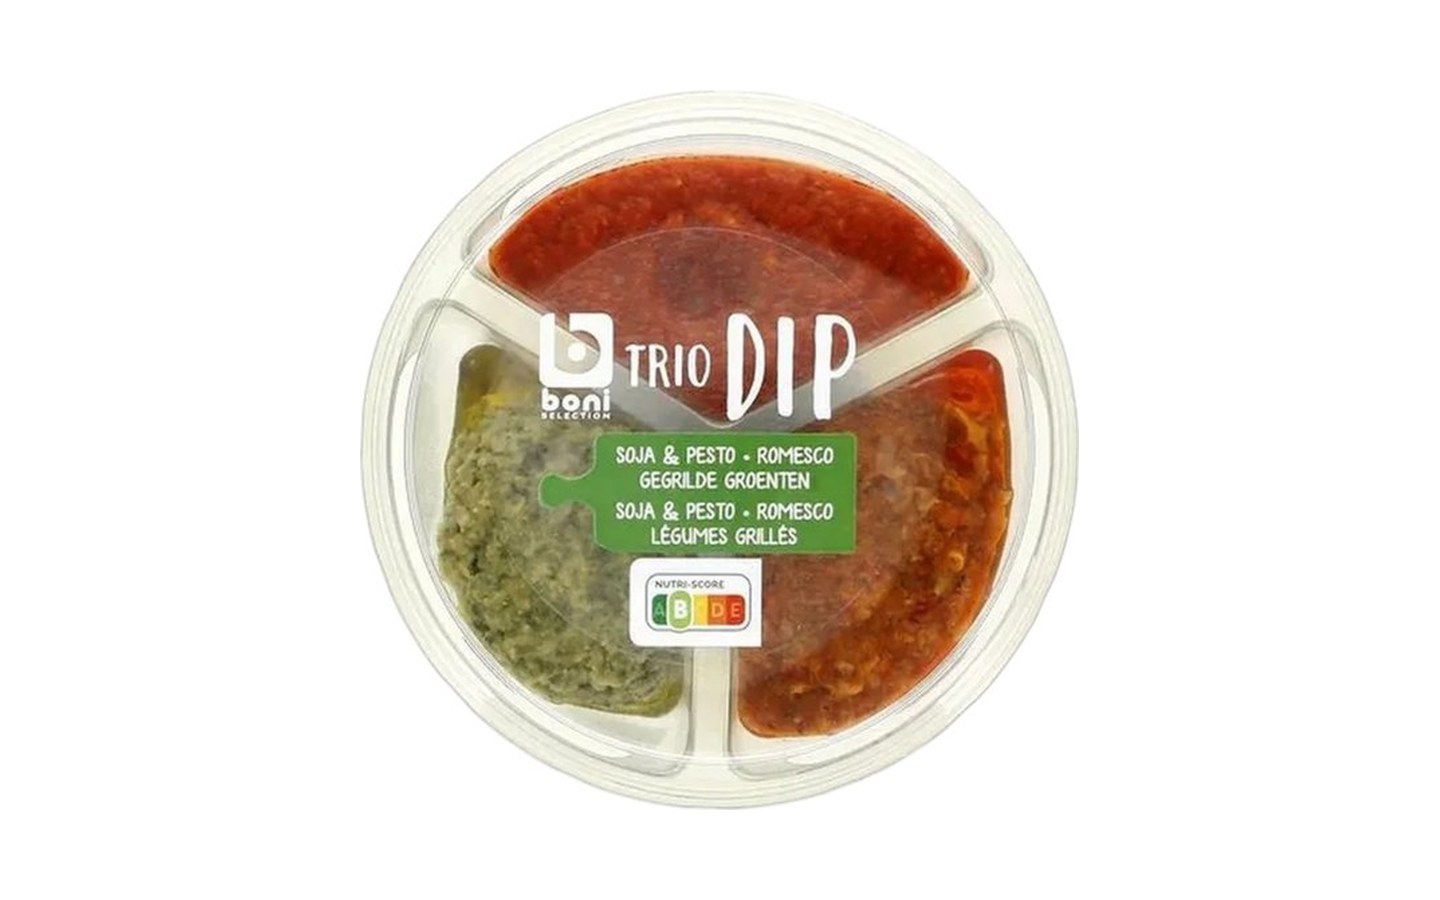 TRIO DIP
boni
SELECTION
SOJA & PESTO • ROMESCO
GEGRILDE GROENTEN
SOJA & PESTO • ROMESCO
LÉGUMES GRILLÉS
NUTRI-SCORE
A B C D E